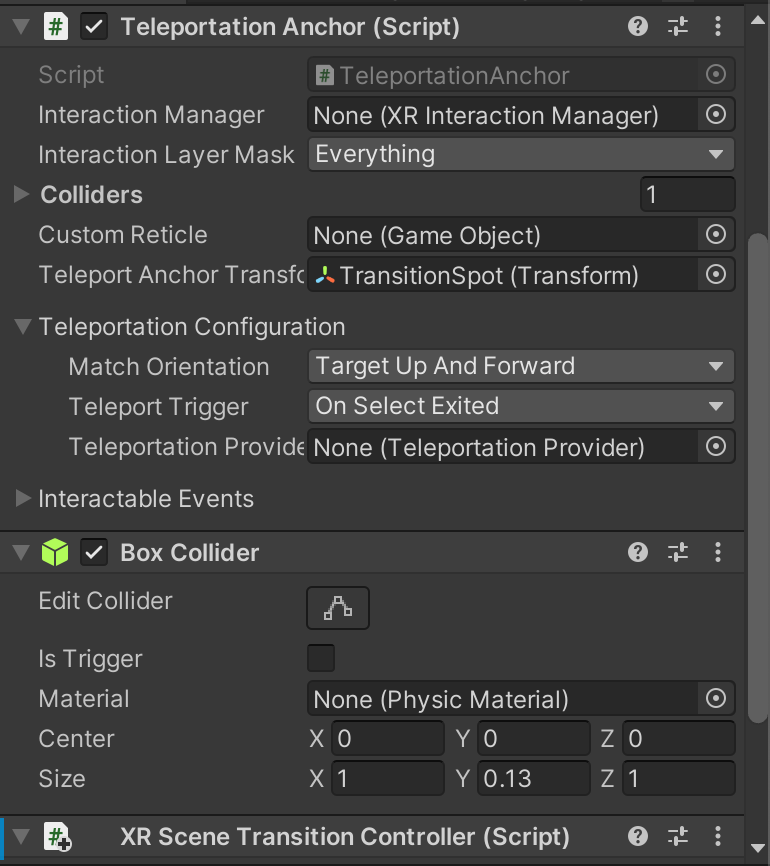 Teleportation Anchor (Script)
Script
TeleportationAnchor
Interaction Manager
None (XR Interaction Manager)
Interaction Layer Mask
Everything
Colliders
1
Custom Reticle
None (Game Object)
Teleport Anchor Transfo
TransitionSpot (Transform)
Teleportation Configuration
Match Orientation
Target Up And Forward
Teleport Trigger
On Select Exited
Teleportation Provide
None (Teleportation Provider)
Interactable Events
Box Collider
Edit Collider
Is Trigger
Material
None (Physic Material)
Center
X 0 Y 0 Z 0
Size
X 1 Y 0.13 Z 1
XR Scene Transition Controller (Script)